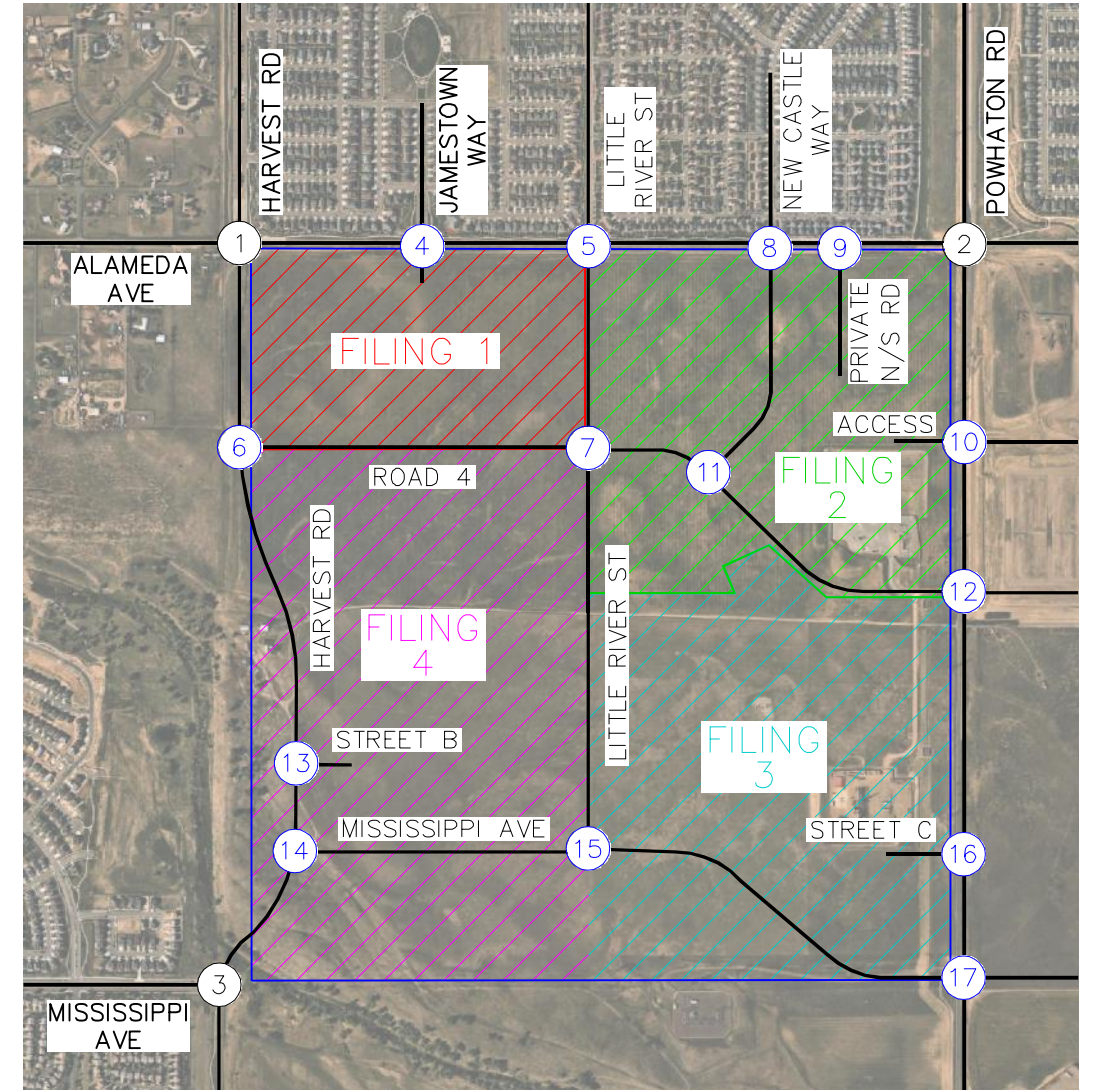 HARVEST RD
JAMESTOWN
WAY
LITTLE
RIVER ST
NEW CASTLE
WAY
POWHATON RD
1
4
5
8
9
2
ALAMEDA
AVE
PRIVATE
N/S RD
FILING 1
ACCESS
6
7
10
ROAD 4
11
FILING
2
HARVEST RD
LITTLE RIVER ST
12
FILING
4
STREET B
13
FILING
3
MISSISSIPPI AVE
STREET C
14
15
16
3
17
MISSISSIPPI
AVE